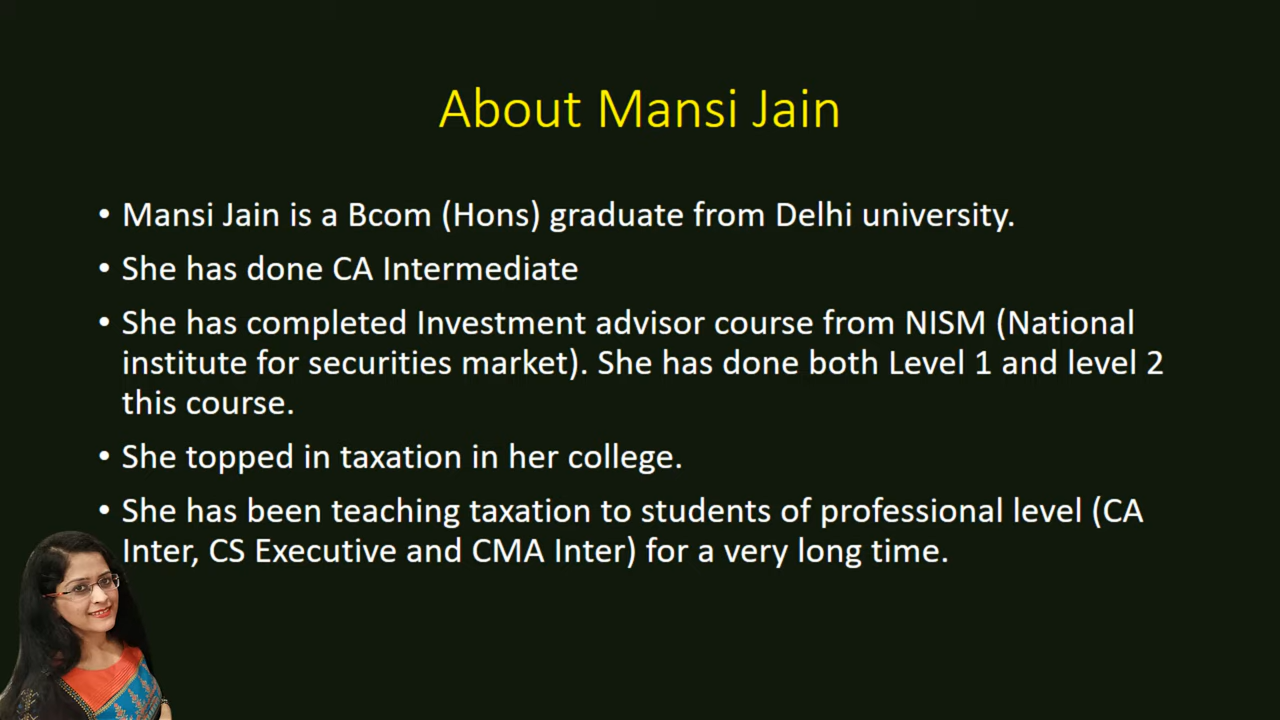 About Mansi Jain
• Mansi Jain is a Bcom (Hons) graduate from Delhi university.
• She has done CA Intermediate
• She has completed Investment advisor course from NISM (National
institute for securities market). She has done both Level 1 and level 2
this course.
• She topped in taxation in her college.
• She has been teaching taxation to students of professional level (CA
Inter, CS Executive and CMA Inter) for a very long time.